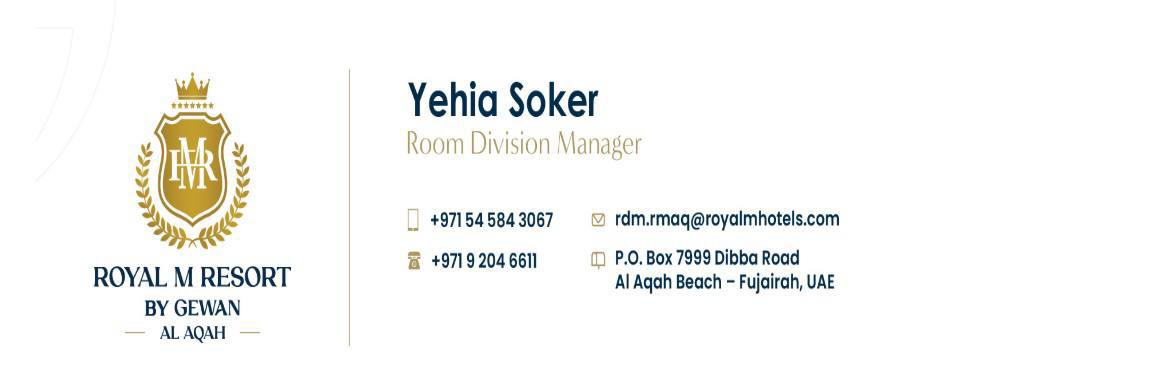 MR
ROYAL M RESORT
BY GEWAN
AL AQAH
Yehia Soker
Room Division Manager
+971 54 584 3067
+971 9 204 6611
rdm.rmaq@royalmhotels.com
P.O. Box 7999 Dibba Road
Al Aqah Beach – Fujairah, UAE